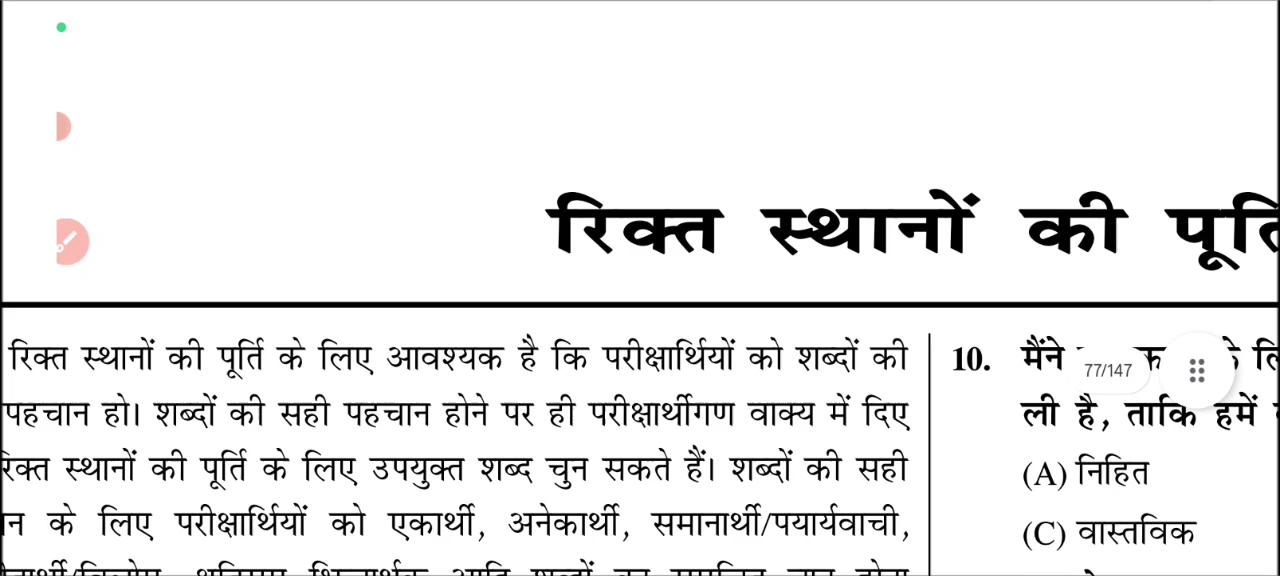 रिक्त स्थानों की
रिक्त स्थानों की पूर्ति के लिए आवश्यक है कि परीक्षार्थियों को शब्दों की
पहचान हो। शब्दों की सही पहचान होने पर ही परीक्षार्थीगण वाक्य में दिए
रिक्त स्थानों की पूर्ति के लिए उपयुक्त शब्द चुन सकते हैं। शब्दों की सही
के लिए परीक्षार्थियों को एकार्थी, अनेकार्थी, समानार्थी/पयार्यवाची,
10. मैंने
77/147
ली है, ताकि हमें
(A) निहित
(C) वास्तविक